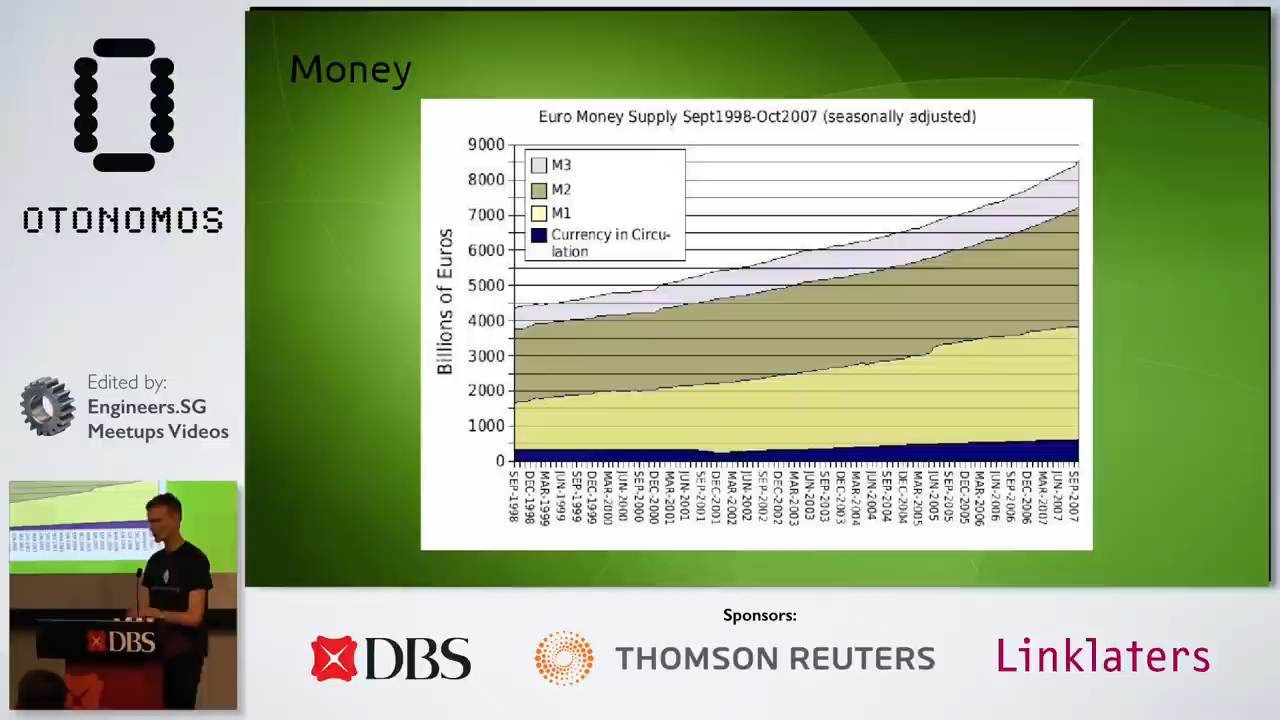 OTONOMOS
Edited by:
Engineers.SG
Meetups Videos
DBS
Money
Euro Money Supply Sept1998-Oct2007 (seasonally adjusted)
Billions of Euros
9000
8000
7000
6000
5000
4000
3000
2000
1000
0
M3
M2
M1
Currency in Circu-
lation
SEP-1998
DEC-1998
MAR-1999
JUN-1999
SEP-1999
DEC-1999
MAR-2000
JUN-2000
SEP-2000
DEC-2000
MAR-2001
JUN-2001
SEP-2001
DEC-2001
MAR-2002
JUN-2002
SEP-2002
DEC-2002
MAR-2003
JUN-2003
SEP-2003
DEC-2003
MAR-2004
JUN-2004
SEP-2004
DEC-2004
MAR-2005
JUN-2005
SEP-2005
DEC-2005
MAR-2006
JUN-2006
SEP-2006
DEC-2006
MAR-2007
JUN-2007
SEP-2007
Sponsors:
DBS
THOMSON REUTERS
Linklaters